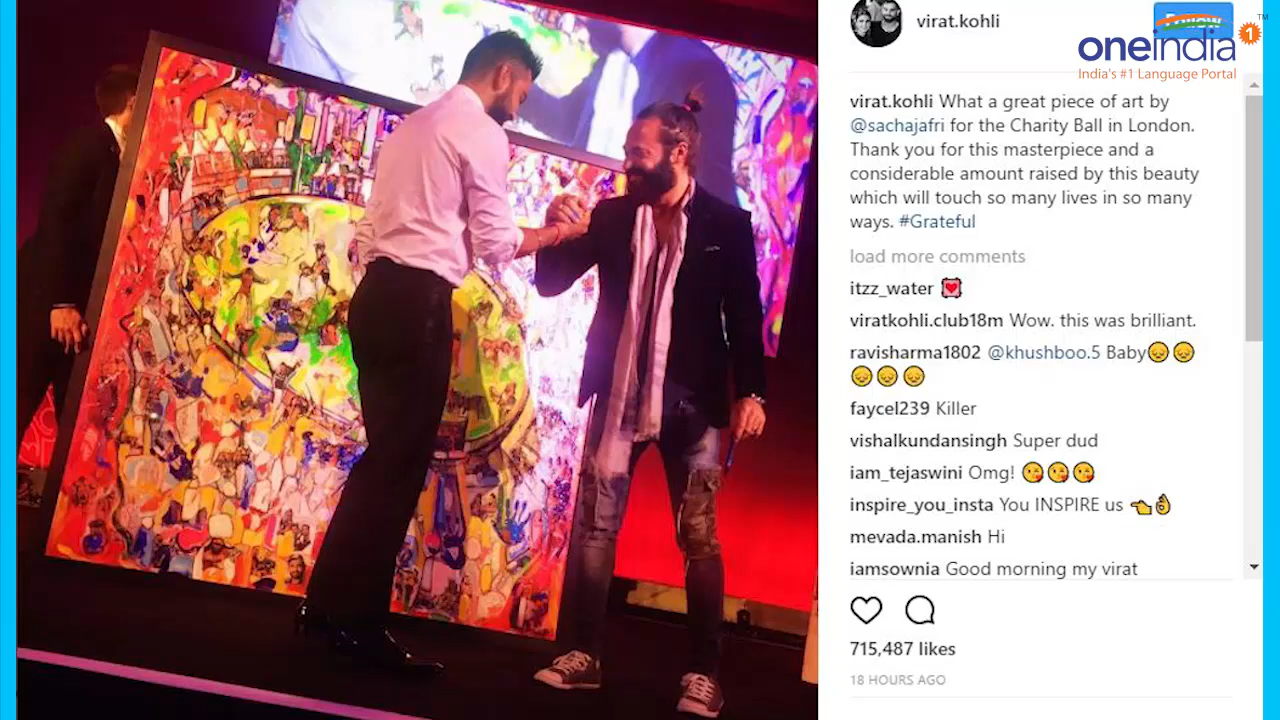 virat.kohli
Follow
oneindia 1 ™
India's #1 Language Portal
virat.kohli What a great piece of art by
@sachajafri for the Charity Ball in London.
Thank you for this masterpiece and a
considerable amount raised by this beauty
which will touch so many lives in so many
ways. #Grateful
load more comments
itzz_water 💟
viratkohli.club18m Wow. this was brilliant.
ravisharma1802 @khushboo.5 Baby😞😞
😞😞😞
faycel239 Killer
vishalkundansingh Super dud
iam_tejaswini Omg! 😘😘😘
inspire_you_insta You INSPIRE us 👈👌
mevada.manish Hi
iamsownia Good morning my virat
715,487 likes
18 HOURS AGO